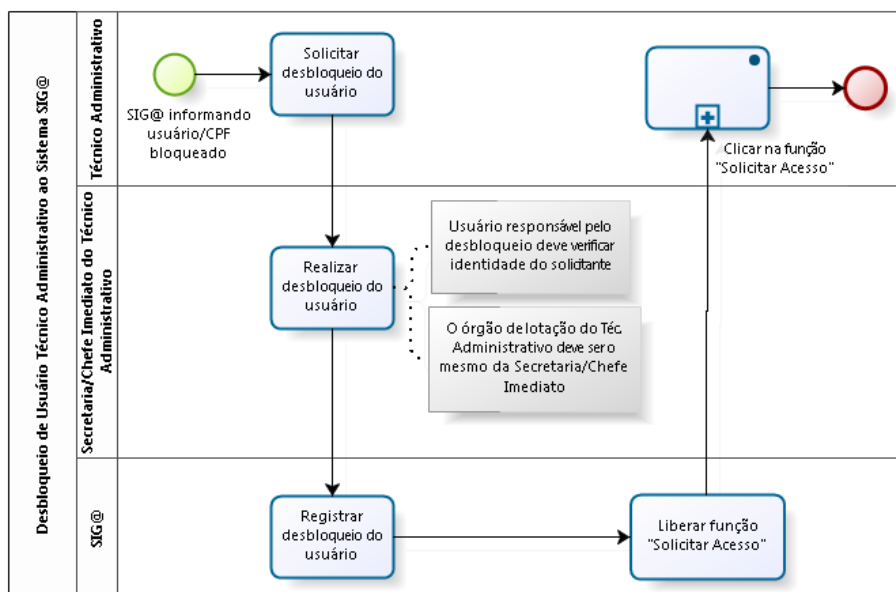 Desbloqueio de Usuário Técnico Administrativo ao Sistema SIG@
Técnico Administrativo
SIG@ informando
usuário/CPF
bloqueado
Solicitar
desbloqueio do
usuário
Clicar na função
"Solicitar Acesso"
Secretaria/Chefe Imediato do Técnico
Administrativo
Realizar
desbloqueio do
usuário
Usuário responsável pelo
desbloqueio deve verificar
identidade do solicitante
O órgão de lotação do Téc.
Administrativo deve ser o
mesmo da Secretaria/Chefe
Imediato
SIG@
Registrar
desbloqueio do
usuário
Liberar função
"Solicitar Acesso"